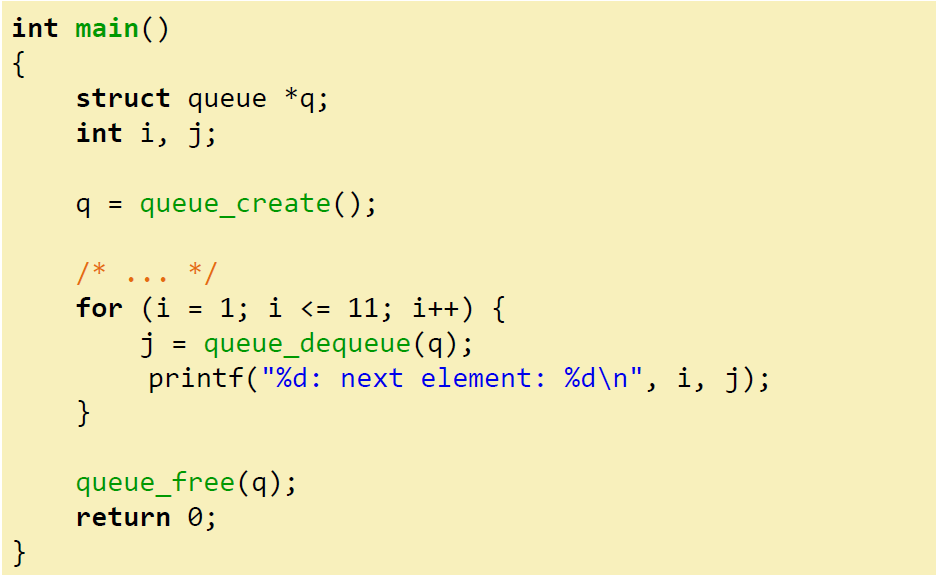 int main()
{
    struct queue *q;
    int i, j;

    q = queue_create();

    /* ... */
    for (i = 1; i <= 11; i++) {
        j = queue_dequeue(q);
        printf("%d: next element: %d\n", i, j);
    }

    queue_free(q);
    return 0;
}